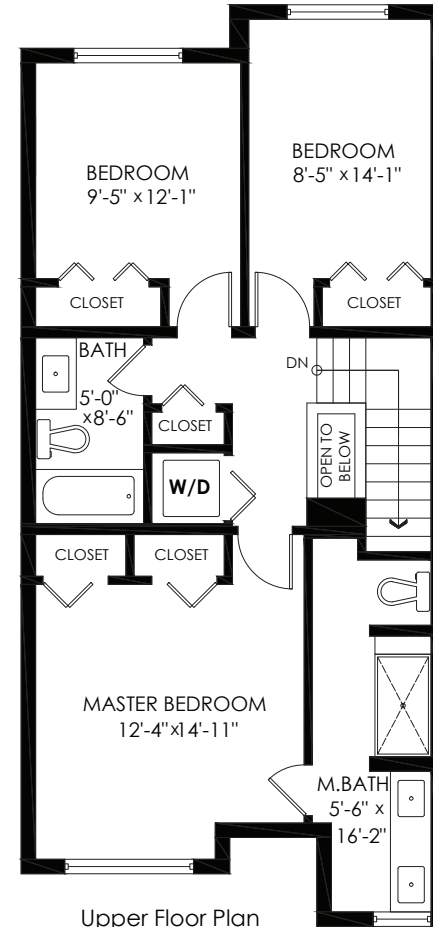 BEDROOM
8'-5" x 14'-1"
BEDROOM
9'-5" x 12'-1"
CLOSET
CLOSET
BATH
5'-0"
x8'-6"
DN
CLOSET
OPEN TO
BELOW
W/D
CLOSET
CLOSET
MASTER BEDROOM
12'-4"x14'-11"
M.BATH
5'-6" x
16'-2"
Upper Floor Plan